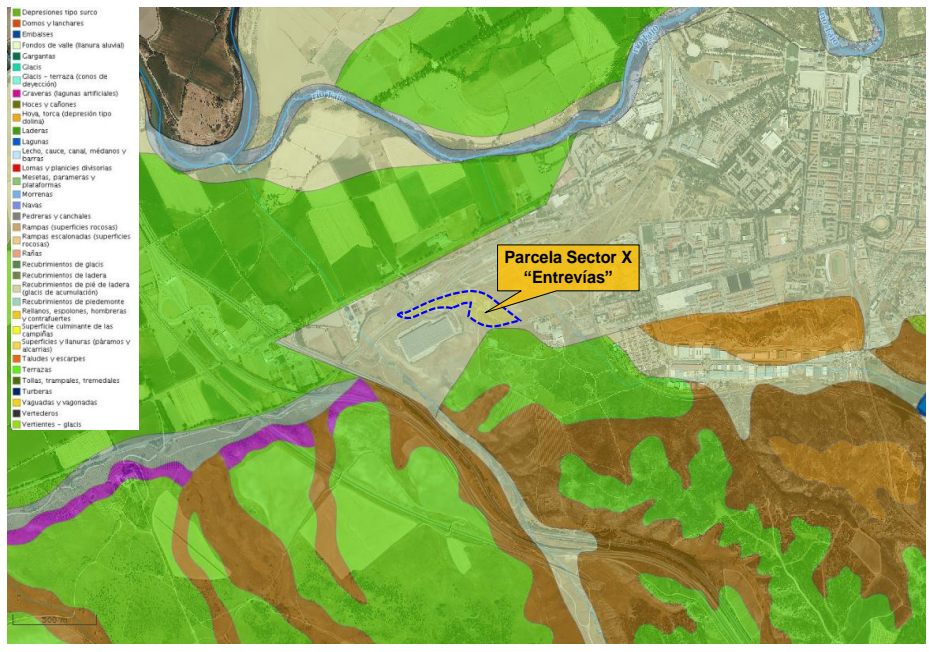 Depresiones tipo surco
Domos y lanchares
Embalses
Fondos de valle (llanura aluvial)
Gargantas
Glacis
Glacis - terraza (conos de
deyección)
Graveras (lagunas artificiales)
Hoces y cañones
Hoya, torca (depresión tipo
dolina)
Laderas
Lagunas
Lecho, cauce, canal, médanos y
barras
Lomas y planicies divisorias
Mesetas, parameras y
plataformas
Morrenas
Navas
Pedreras y canchales
Rampas (superficies rocosas)
Rampas escalonadas (superficies
rocosas)
Rañas
Recubrimientos de glacis
Recubrimientos de ladera
Recubrimientos de pié de ladera
(glacis de acumulación)
Recubrimientos de piedemonte
Rellanos, espolones, hombreras
y contrafuertes
Superficie culminante de las
campiñas
Superficies y llanuras (páramos y
alcarrias)
Taludes y escarpes
Terrazas
Tollas, trampales, tremedales
Turberas
Vaguadas y vagonadas
Vertederos
Vertientes - glacis
Parcela Sector X
“Entrevías”
500 m